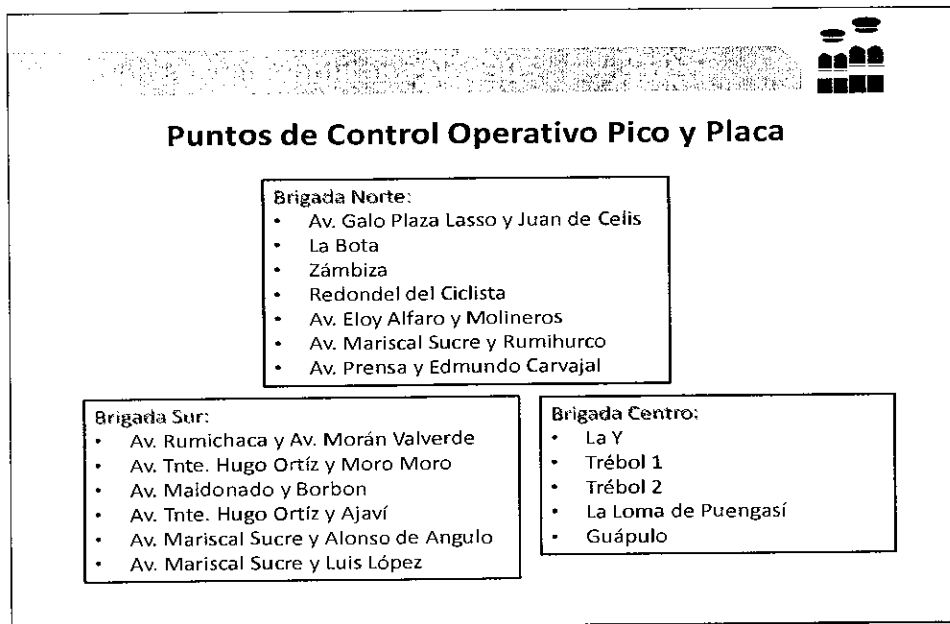 Puntos de Control Operativo Pico y Placa
Brigada Norte:
• Av. Galo Plaza Lasso y Juan de Celis
• La Bota
• Zámbiza
• Redondel del Ciclista
• Av. Eloy Alfaro y Molineros
• Av. Mariscal Sucre y Rumihurco
• Av. Prensa y Edmundo Carvajal
Brigada Sur:
• Av. Rumichaca y Av. Morán Valverde
• Av. Tnte. Hugo Ortíz y Moro Moro
• Av. Maldonado y Borbon
• Av. Tnte. Hugo Ortíz y Ajaví
• Av. Mariscal Sucre y Alonso de Angulo
• Av. Mariscal Sucre y Luis López
Brigada Centro:
• La Y
• Trébol 1
• Trébol 2
• La Loma de Puengasí
• Guápulo